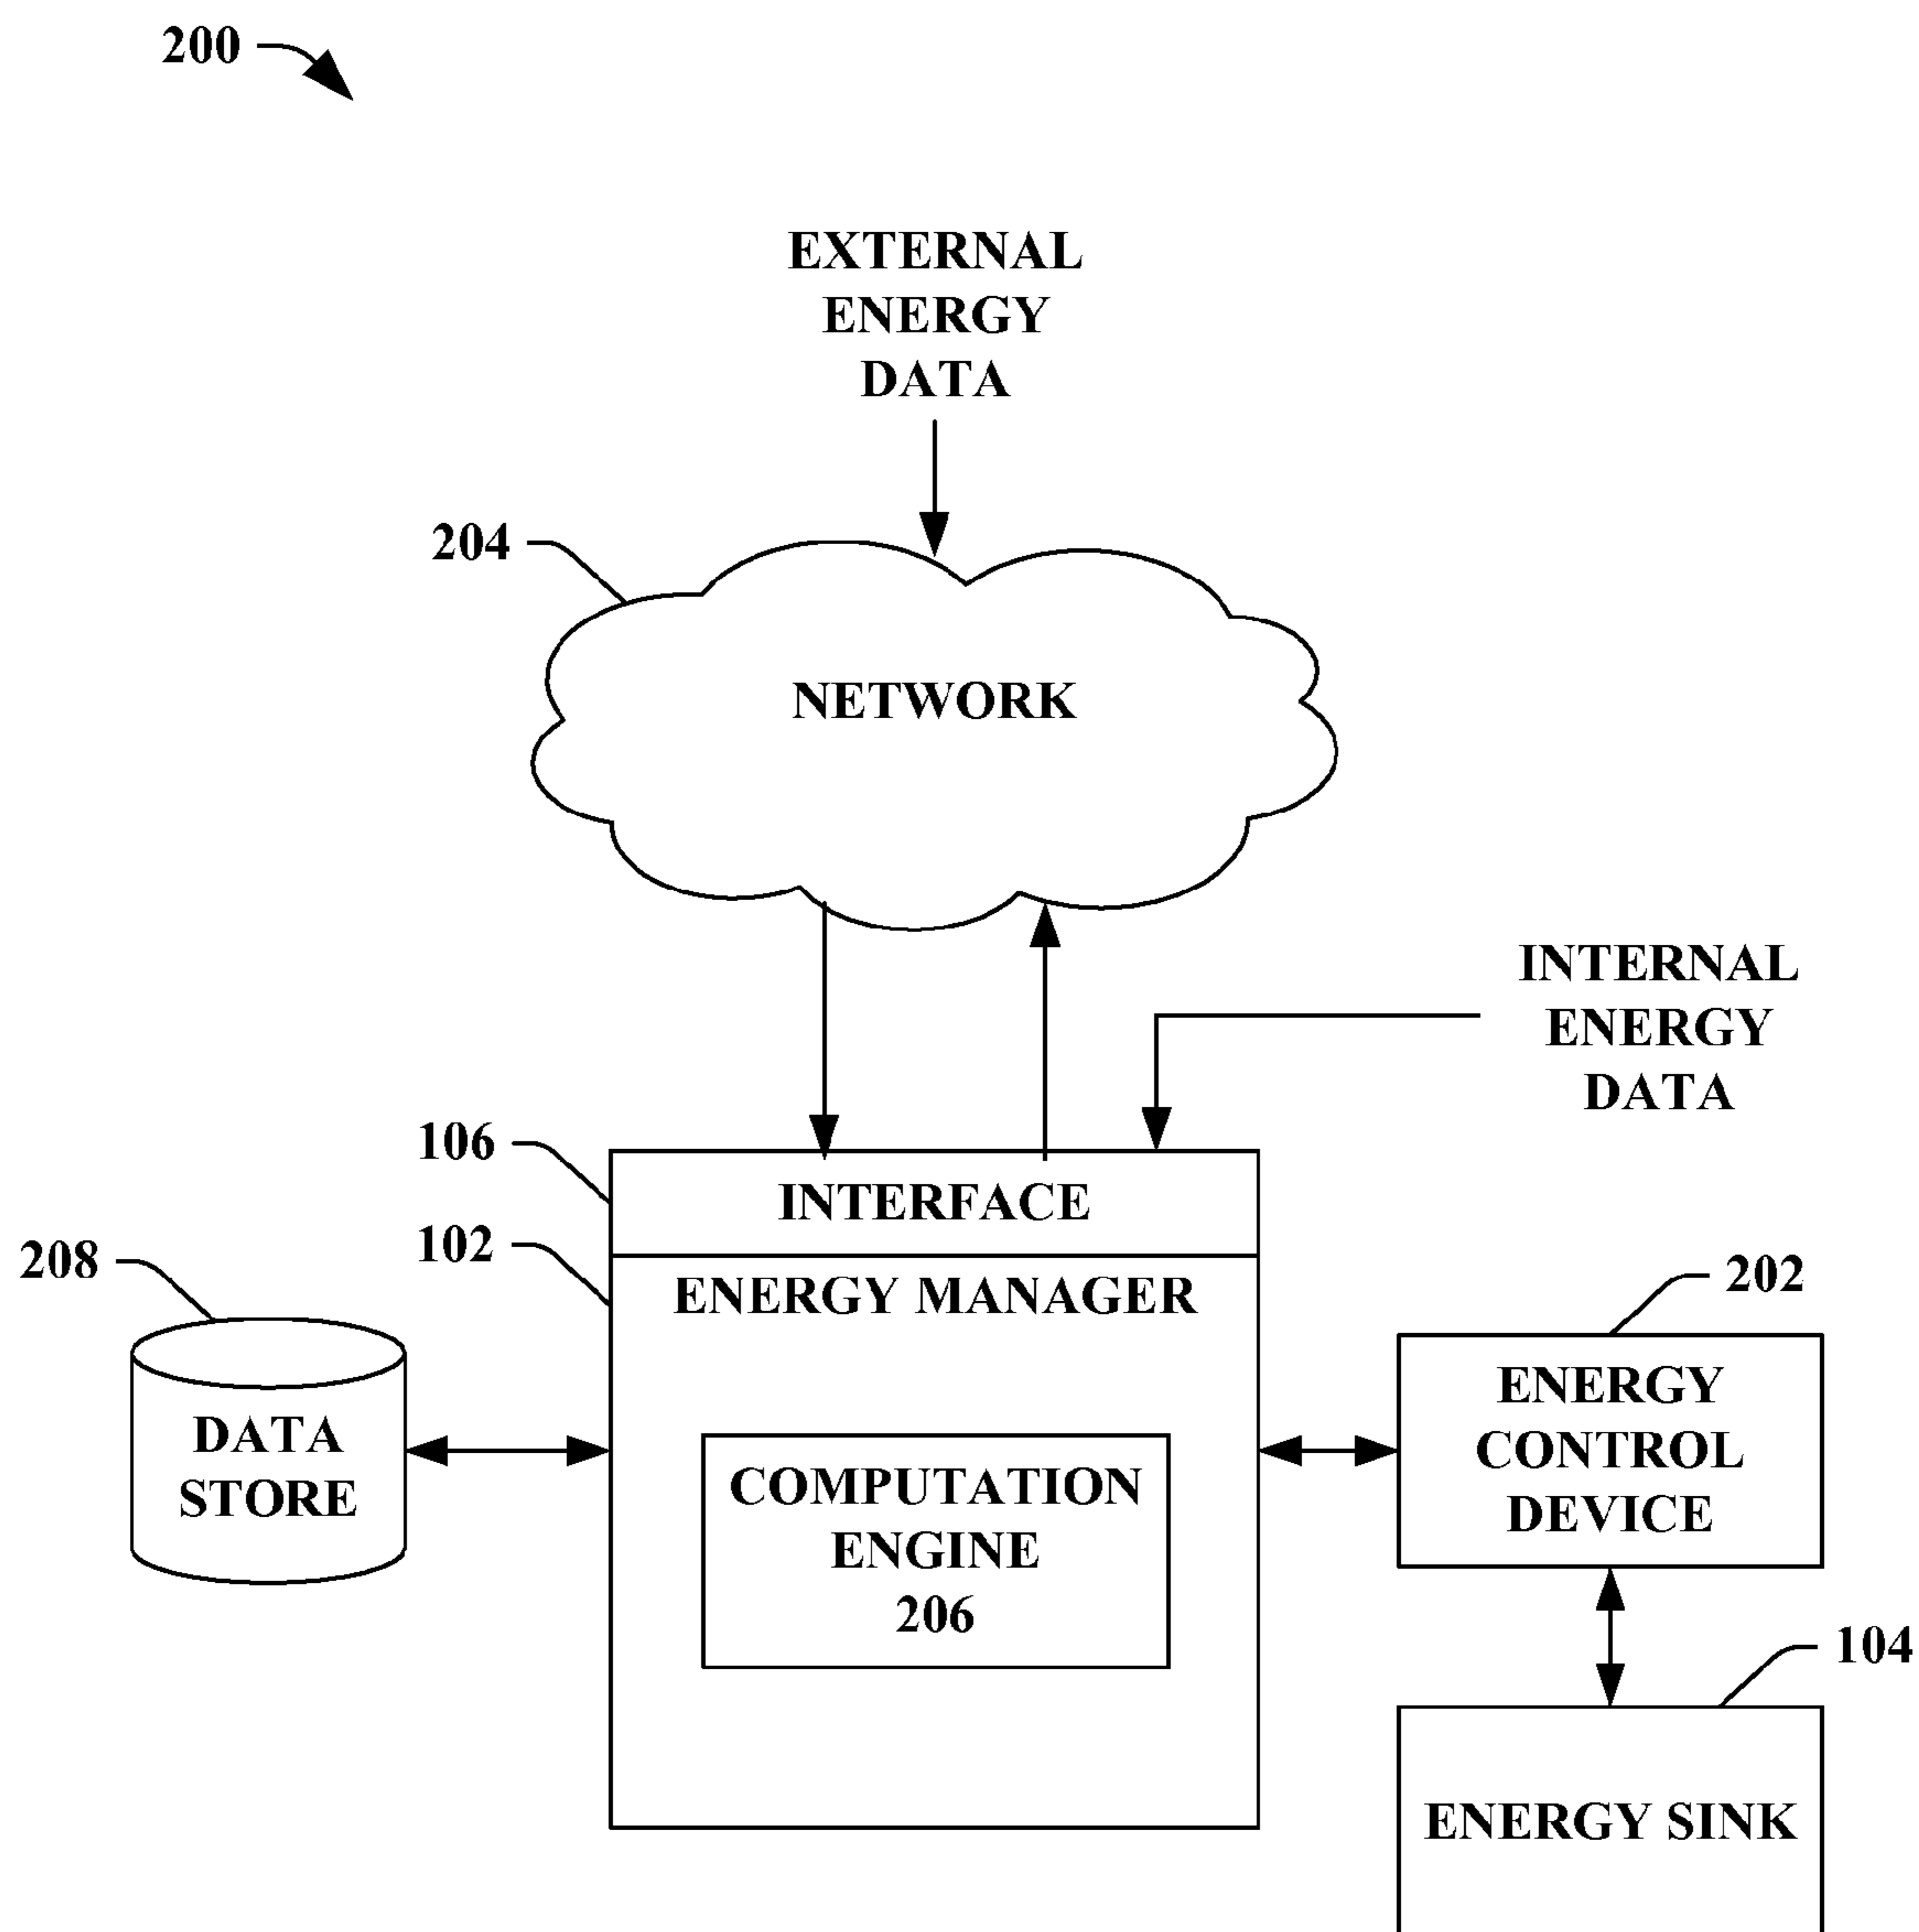 200
EXTERNAL
ENERGY
DATA
204
NETWORK
INTERNAL
ENERGY
DATA
106
INTERFACE
102
ENERGY MANAGER
208
202
DATA
STORE
COMPUTATION
ENGINE
206
ENERGY
CONTROL
DEVICE
104
ENERGY SINK